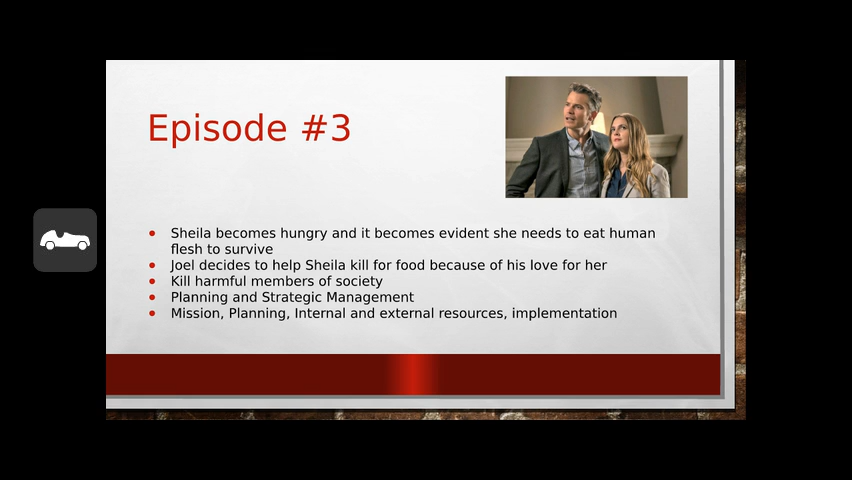 Episode #3
• Sheila becomes hungry and it becomes evident she needs to eat human
flesh to survive
• Joel decides to help Sheila kill for food because of his love for her
• Kill harmful members of society
• Planning and Strategic Management
• Mission, Planning, Internal and external resources, implementation